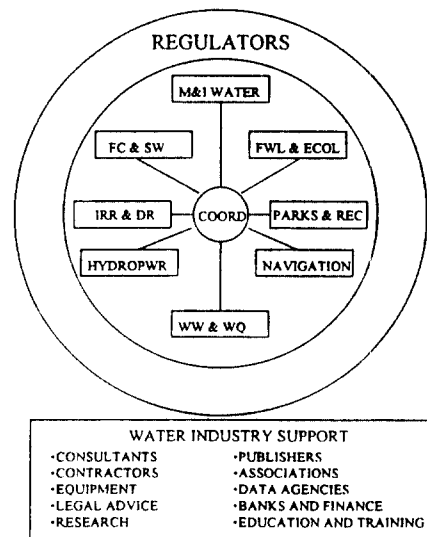 REGULATORS
M&I WATER
FC & SW
FWL & ECOL
IRR & DR
COORD
PARKS & REC
HYDROPWR
NAVIGATION
WW & WQ
WATER INDUSTRY SUPPORT
•CONSULTANTS
•CONTRACTORS
•EQUIPMENT
•LEGAL ADVICE
•RESEARCH
•PUBLISHERS
•ASSOCIATIONS
•DATA AGENCIES
•BANKS AND FINANCE
•EDUCATION AND TRAINING